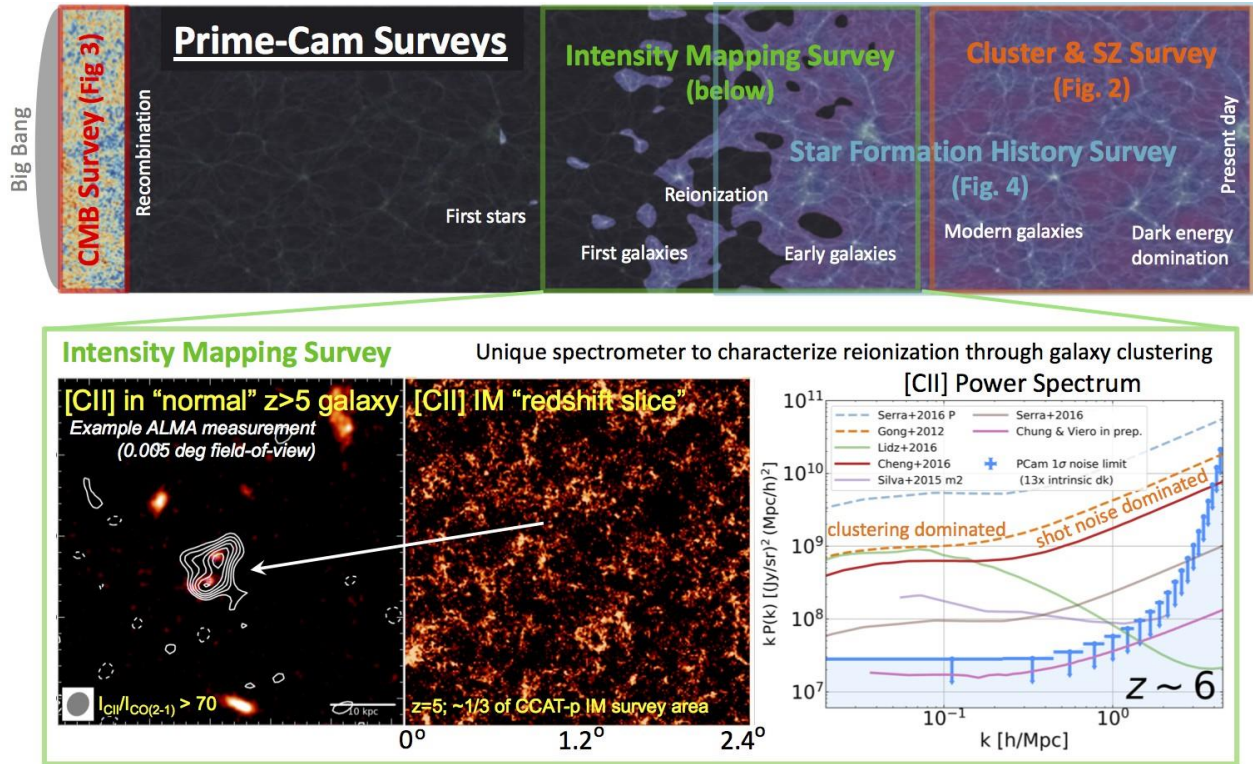 Big Bang
CMB Survey (Fig 3)
Recombination
Prime-Cam Surveys
First stars
Intensity Mapping Survey
(below)
Reionization
First galaxies
Early galaxies
Cluster & SZ Survey
(Fig. 2)
Star Formation History Survey
(Fig. 4)
Modern galaxies
Dark energy
domination
Present day
Intensity Mapping Survey
Unique spectrometer to characterize reionization through galaxy clustering
[CII] in “normal” z>5 galaxy
Example ALMA measurement
(0.005 deg field-of-view)
I_CII/I_CO(2-1) > 70
10 kpc
[CII] IM “redshift slice”
z=5; ~1/3 of CCAT-p IM survey area
0° 1.2° 2.4°
[CII] Power Spectrum
Serra+2016 P
Gong+2012
Lidz+2016
Cheng+2016
Silva+2015 m2
Serra+2016
Chung & Viero in prep.
PCam 1σ noise limit
(13x intrinsic dk)
clustering dominated
shot noise dominated
z ~ 6
k P(k) [(Jy/sr)² (Mpc/h)²]
10¹¹
10¹⁰
10⁹
10⁸
10⁷
10⁻¹ 10⁰
k [h/Mpc]